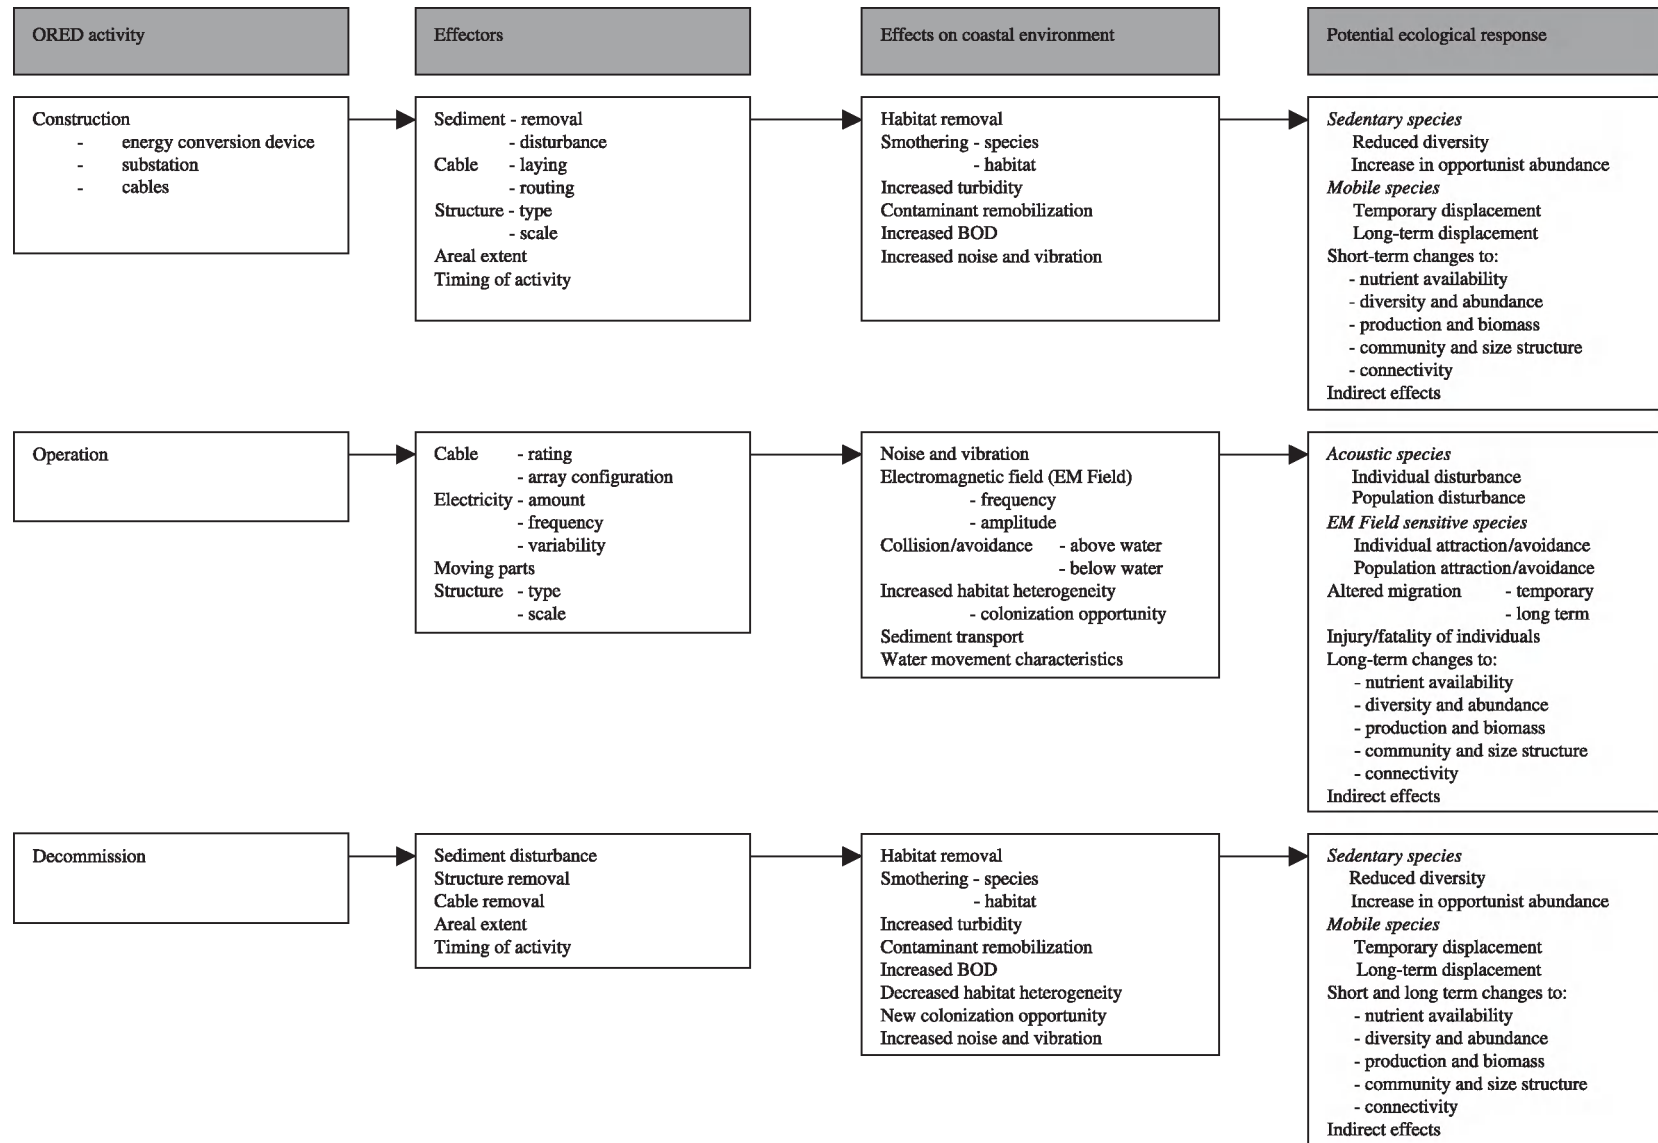 ORED activity
Effectors
Effects on coastal environment
Potential ecological response
Construction
- energy conversion device
- substation
- cables
Sediment - removal
- disturbance
Cable - laying
- routing
Structure - type
- scale
Areal extent
Timing of activity
Habitat removal
Smothering - species
- habitat
Increased turbidity
Contaminant remobilization
Increased BOD
Increased noise and vibration
Sedentary species
Reduced diversity
Increase in opportunist abundance
Mobile species
Temporary displacement
Long-term displacement
Short-term changes to:
- nutrient availability
- diversity and abundance
- production and biomass
- community and size structure
- connectivity
Indirect effects
Operation
Cable - rating
- array configuration
Electricity - amount
- frequency
- variability
Moving parts
Structure - type
- scale
Noise and vibration
Electromagnetic field (EM Field)
- frequency
- amplitude
Collision/avoidance - above water
- below water
Increased habitat heterogeneity
- colonization opportunity
Sediment transport
Water movement characteristics
Acoustic species
Individual disturbance
Population disturbance
EM Field sensitive species
Individual attraction/avoidance
Population attraction/avoidance
Altered migration - temporary
- long term
Injury/fatality of individuals
Long-term changes to:
- nutrient availability
- diversity and abundance
- production and biomass
- community and size structure
- connectivity
Indirect effects
Decommission
Sediment disturbance
Structure removal
Cable removal
Areal extent
Timing of activity
Habitat removal
Smothering - species
- habitat
Increased turbidity
Contaminant remobilization
Increased BOD
Decreased habitat heterogeneity
New colonization opportunity
Increased noise and vibration
Sedentary species
Reduced diversity
Increase in opportunist abundance
Mobile species
Temporary displacement
Long-term displacement
Short and long term changes to:
- nutrient availability
- diversity and abundance
- production and biomass
- community and size structure
- connectivity
Indirect effects